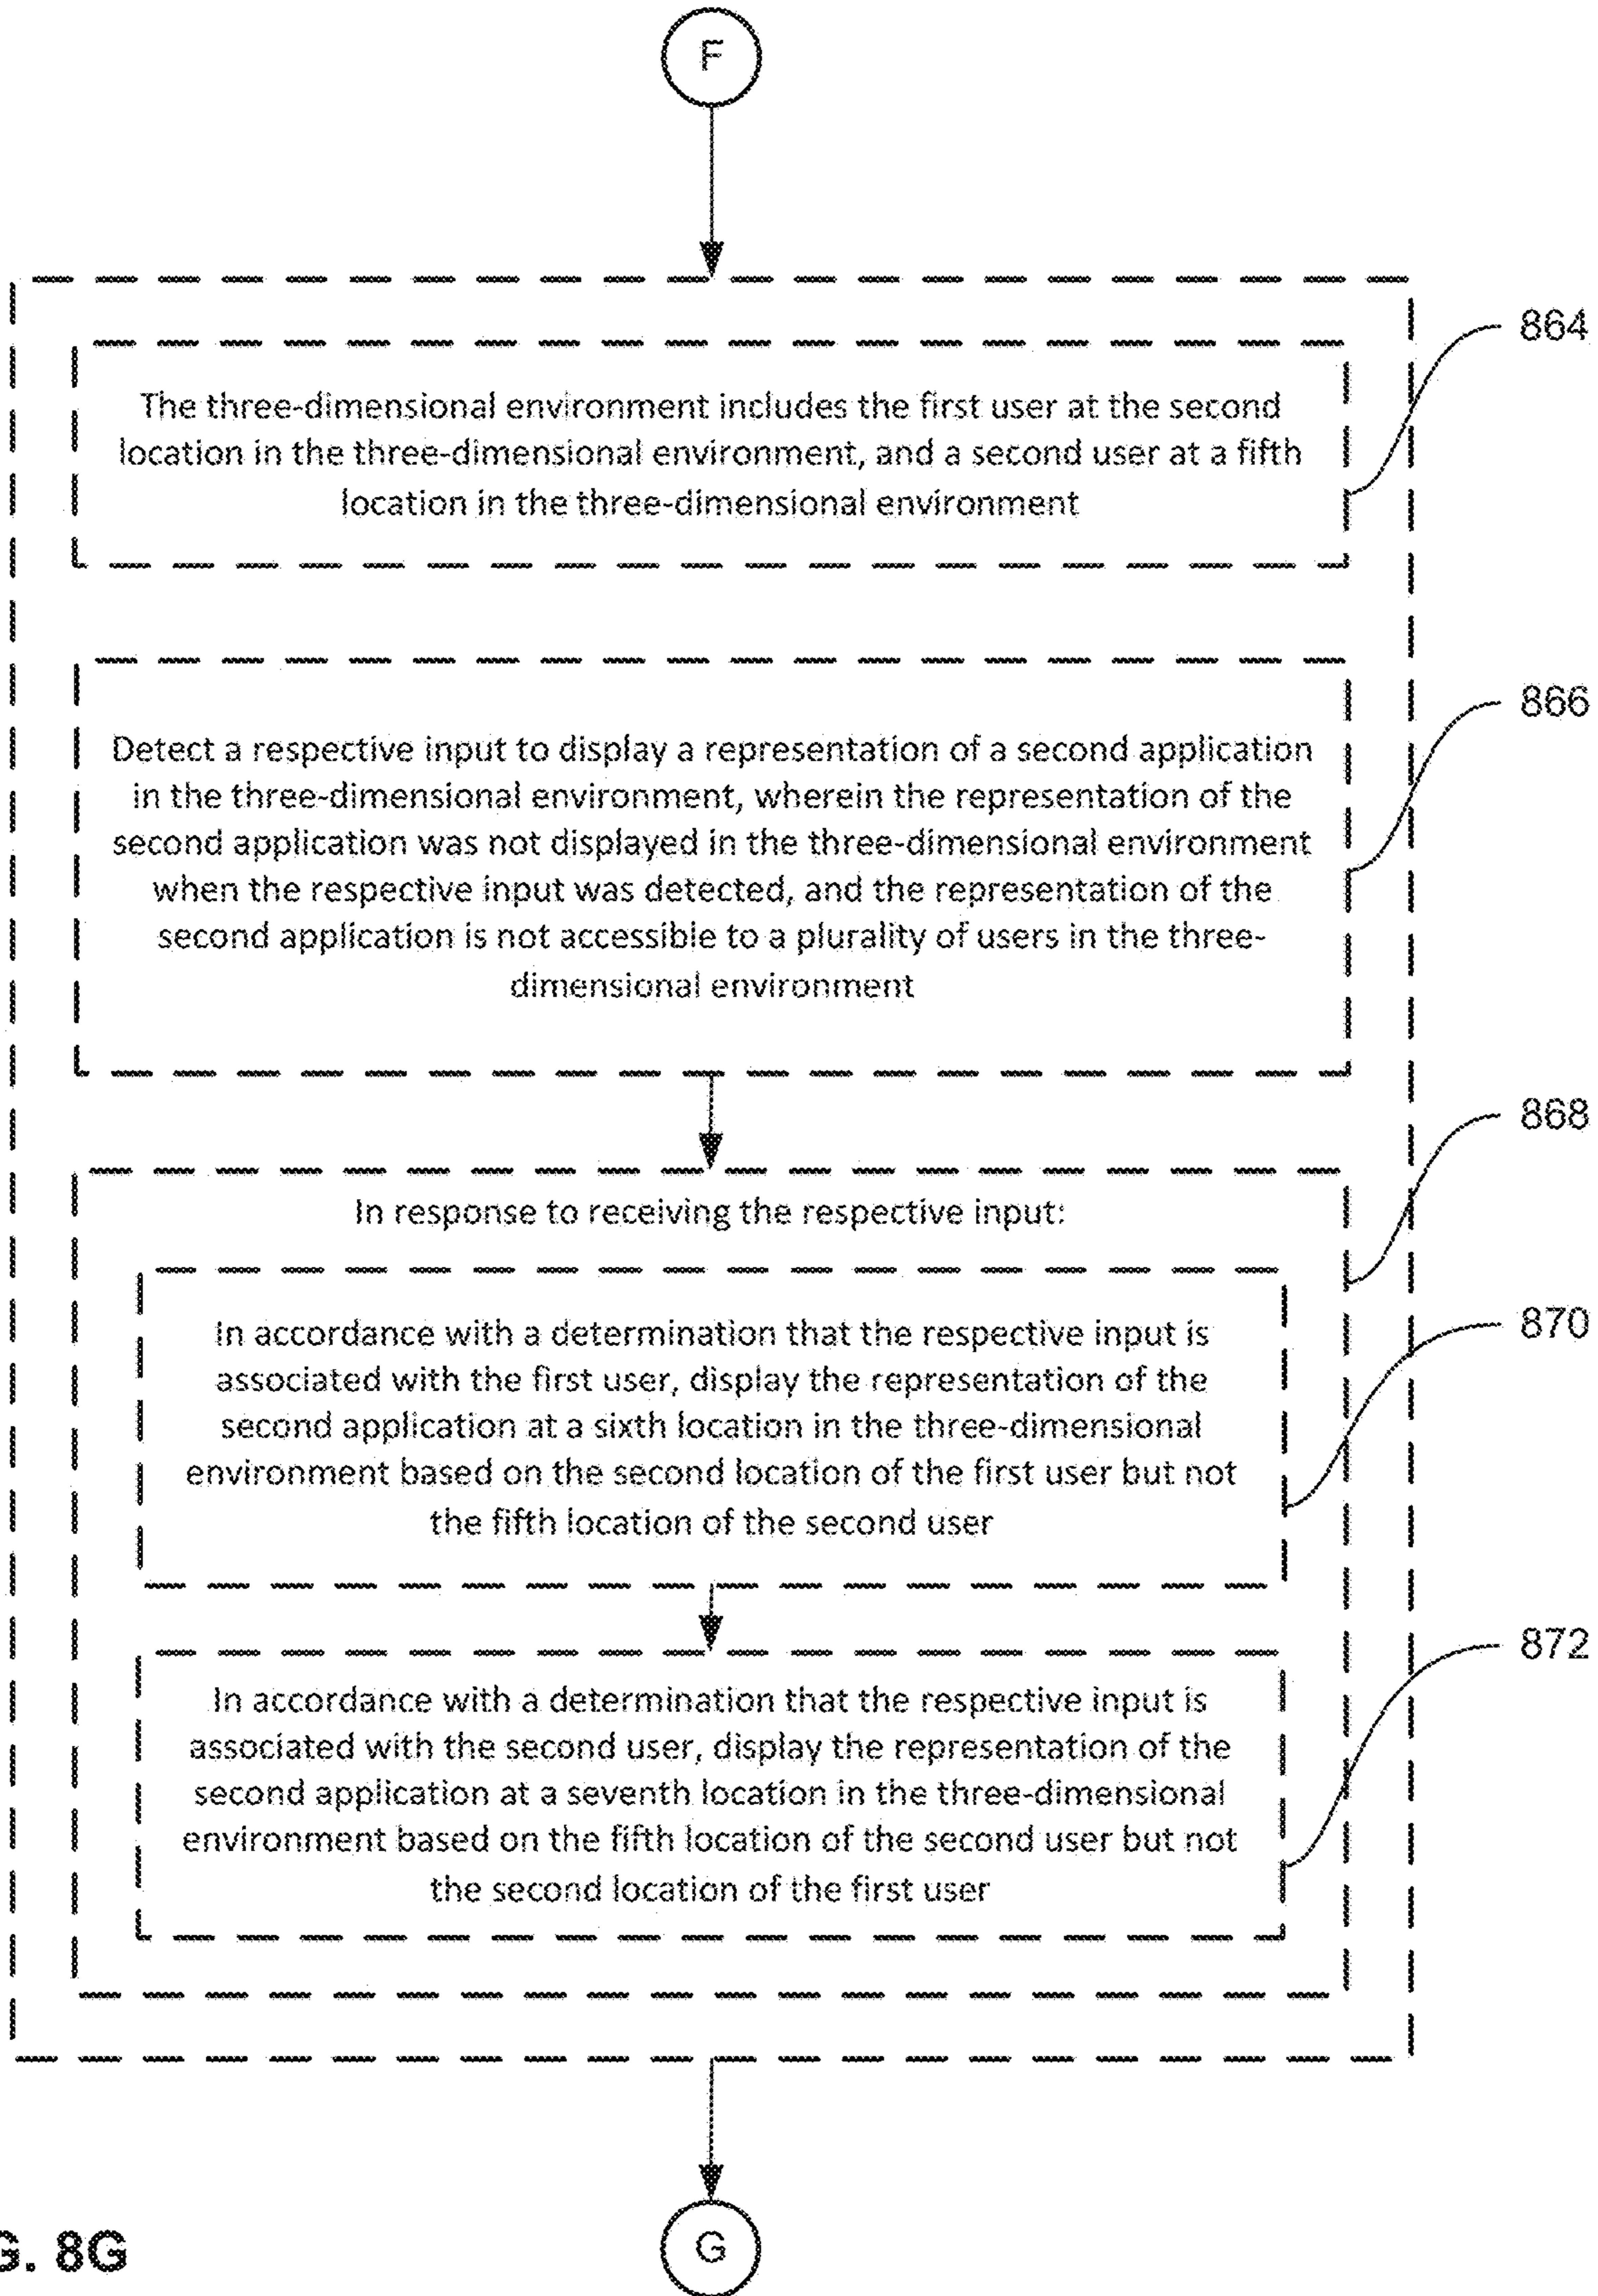 F
864
The three-dimensional environment includes the first user at the second
location in the three-dimensional environment, and a second user at a fifth
location in the three-dimensional environment
866
Detect a respective input to display a representation of a second application
in the three-dimensional environment, wherein the representation of the
second application was not displayed in the three-dimensional environment
when the respective input was detected, and the representation of the
second application is not accessible to a plurality of users in the three-
dimensional environment
868
In response to receiving the respective input:
870
In accordance with a determination that the respective input is
associated with the first user, display the representation of the
second application at a sixth location in the three-dimensional
environment based on the second location of the first user but not
the fifth location of the second user
872
In accordance with a determination that the respective input is
associated with the second user, display the representation of the
second application at a seventh location in the three-dimensional
environment based on the fifth location of the second user but not
the second location of the first user
G. 8G
G